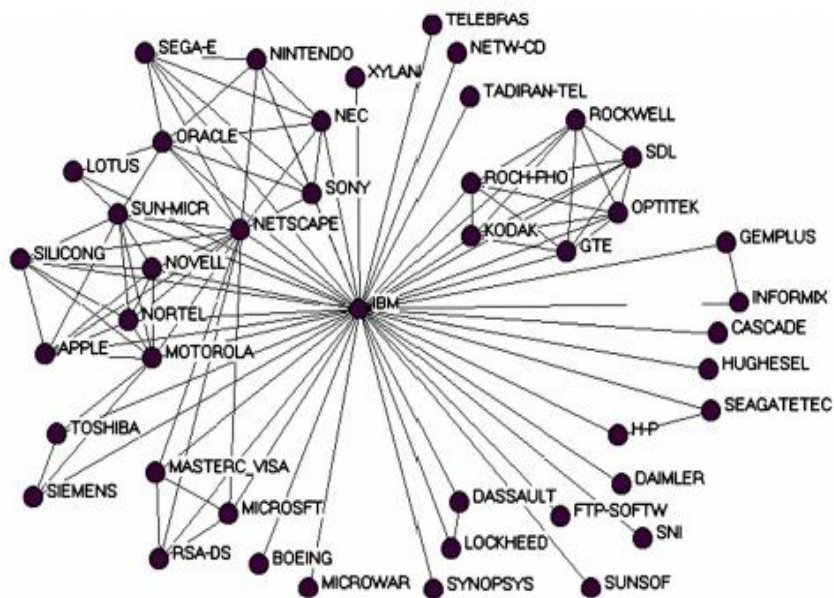 TELEBRAS
SEGA-E
NINTENDO
NETW-CD
XYLAN
TADIRAN-TEL
NEC
ROCKWELL
ORACLE
SDL
LOTUS
ROCH-PHO
SONY
SUN-MICR
OPTITEK
NETSCAPE
KODAK
GTE
GEMPLUS
SILICONG
NOVELL
IBM
INFORMIX
NORTEL
CASCADE
APPLE
MOTOROLA
HUGHESEL
SEAGATETEC
TOSHIBA
H-P
MASTERC_VISA
DAIMLER
SIEMENS
DASSAULT
FTP-SOFTW
MICROSFT
SNI
LOCKHEED
RSA-DS
BOEING
MICROWAR
SYNOPSYS
SUNSOF